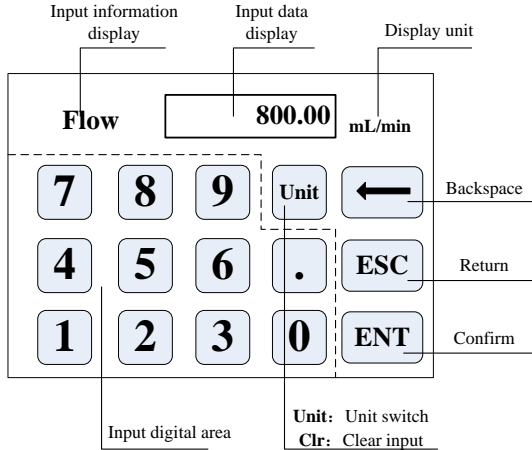 Input information
display
Input data
display
Display unit
Flow
800.00
mL/min
7
8
9
Unit
Backspace
4
5
6
.
ESC
Return
1
2
3
0
ENT
Confirm
Input digital area
Unit: Unit switch
Clr: Clear input